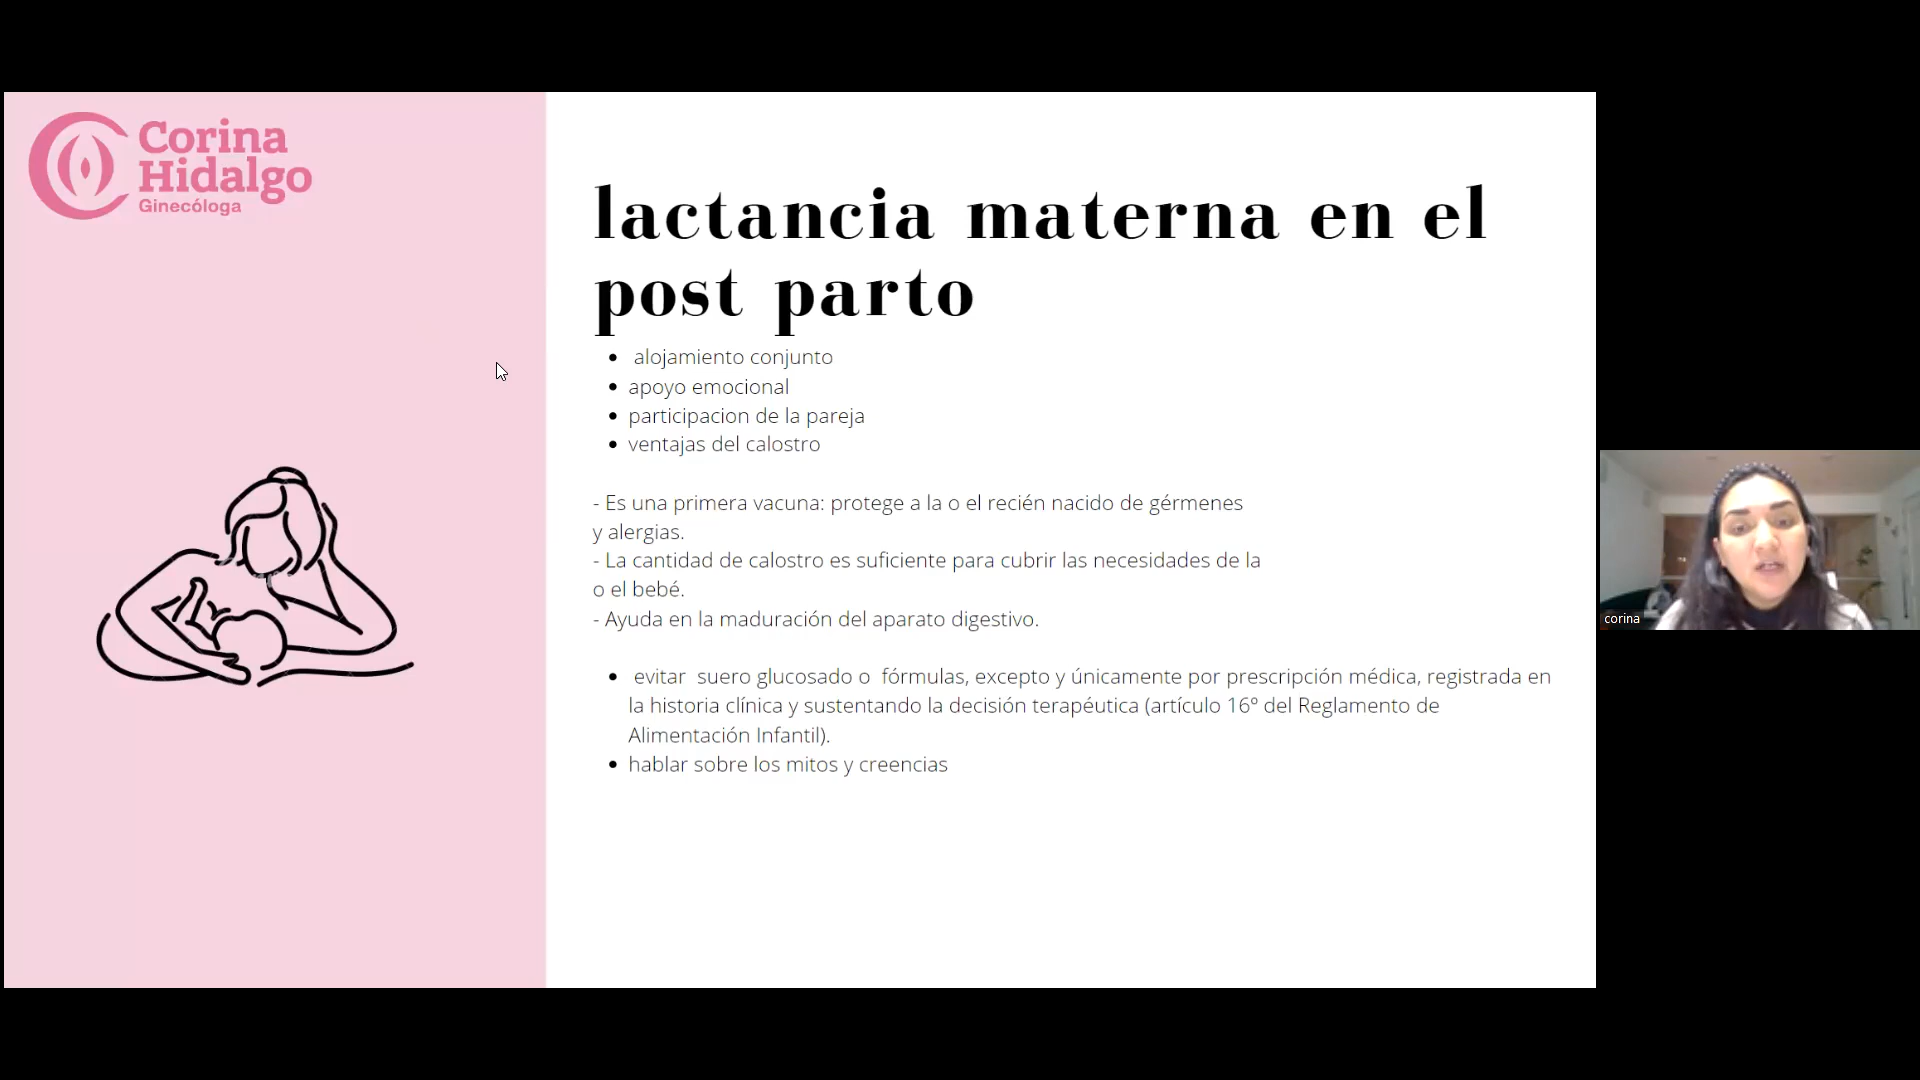 Corina
Hidalgo
Ginecóloga
lactancia materna en el
post parto
• alojamiento conjunto
• apoyo emocional
• participacion de la pareja
• ventajas del calostro
- Es una primera vacuna: protege a la o el recién nacido de gérmenes
y alergias.
- La cantidad de calostro es suficiente para cubrir las necesidades de la
o el bebé.
- Ayuda en la maduración del aparato digestivo.
• evitar suero glucosado o fórmulas, excepto y únicamente por prescripción médica, registrada en
la historia clínica y sustentando la decisión terapéutica (artículo 16º del Reglamento de
Alimentación Infantil).
• hablar sobre los mitos y creencias
corina